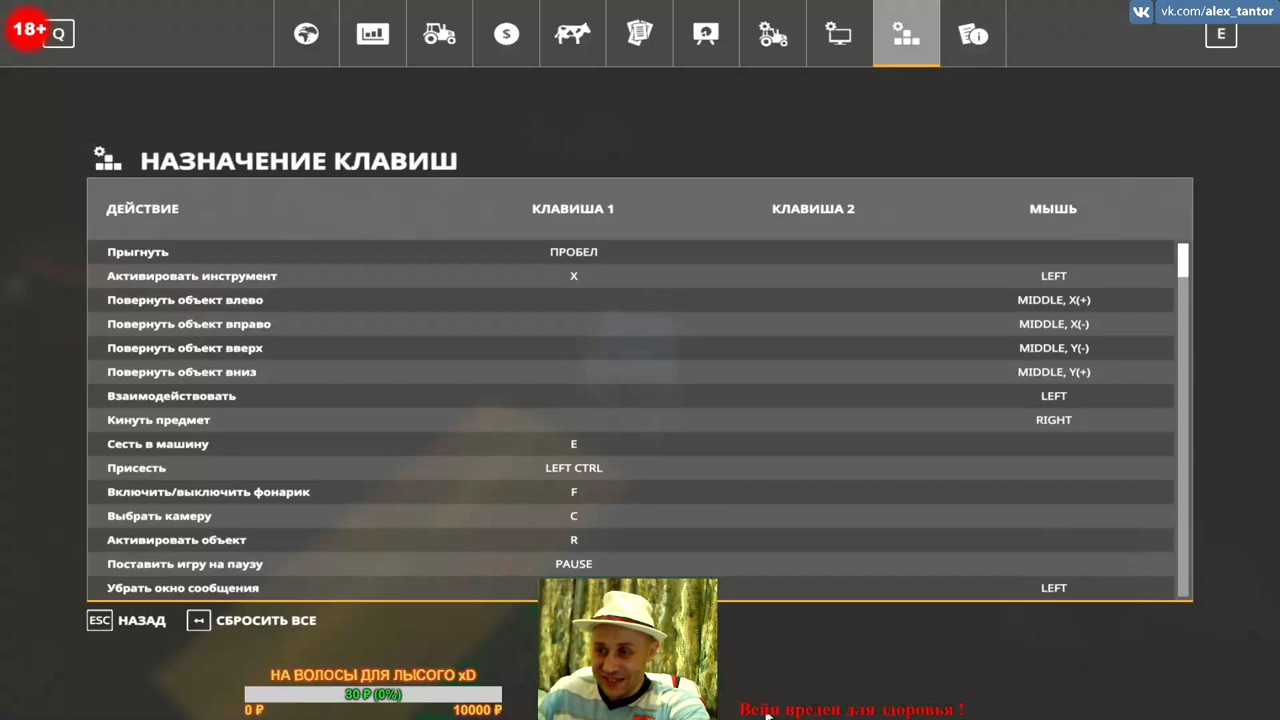 18+
Q
vk.com/alex_tantor
E
НАЗНАЧЕНИЕ КЛАВИШ
ДЕЙСТВИЕ КЛАВИША 1 КЛАВИША 2 МЫШЬ
Прыгнуть ПРОБЕЛ
Активировать инструмент X LEFT
Повернуть объект влево MIDDLE, X(+)
Повернуть объект вправо MIDDLE, X(-)
Повернуть объект вверх MIDDLE, Y(-)
Повернуть объект вниз MIDDLE, Y(+)
Взаимодействовать LEFT
Кинуть предмет RIGHT
Сесть в машину E
Присесть LEFT CTRL
Включить/выключить фонарик F
Выбрать камеру C
Активировать объект R
Поставить игру на паузу PAUSE
Убрать окно сообщения LEFT
ESC НАЗАД СБРОСИТЬ ВСЕ
НА ВОЛОСЫ ДЛЯ ЛЫСОГО xD
30 ₽ (0%)
0 ₽ 10000 ₽
Вейп вреден для здоровья !